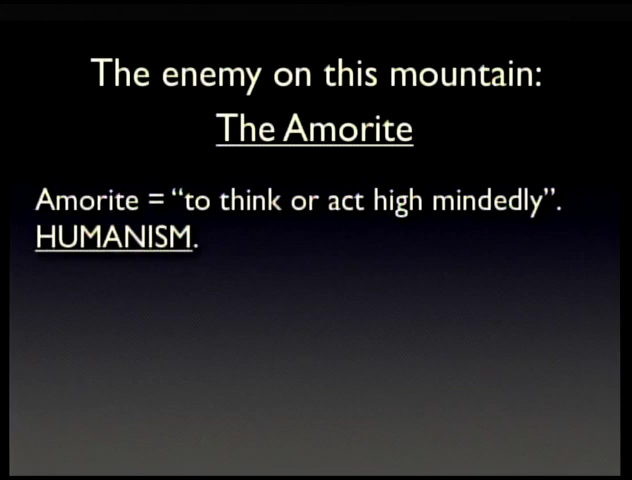 The enemy on this mountain:
The Amorite
Amorite = “to think or act high mindedly”.
HUMANISM.